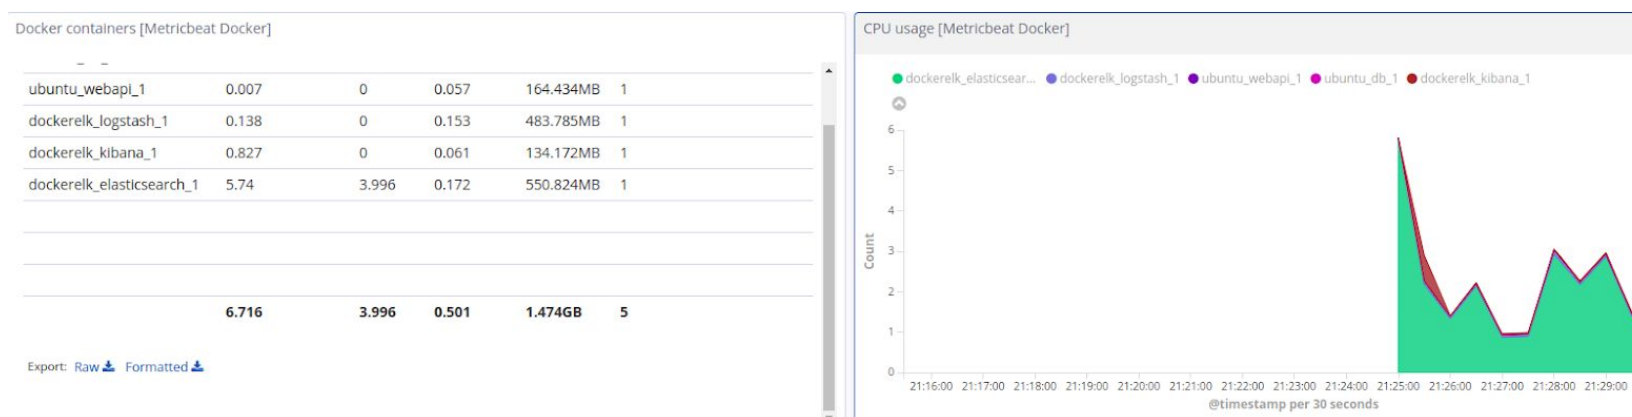 Docker containers [Metricbeat Docker]
ubuntu_webapi_1 0.007 0 0.057 164.434MB 1
dockerelk_logstash_1 0.138 0 0.153 483.785MB 1
dockerelk_kibana_1 0.827 0 0.061 134.172MB 1
dockerelk_elasticsearch_1 5.74 3.996 0.172 550.824MB 1
6.716 3.996 0.501 1.474GB 5
Export: Raw Formatted
CPU usage [Metricbeat Docker]
dockerelk_elasticsear... dockerelk_logstash_1 ubuntu_webapi_1 ubuntu_db_1 dockerelk_kibana_1
6
5
4
3
2
1
0
Count
21:16:00 21:17:00 21:18:00 21:19:00 21:20:00 21:21:00 21:22:00 21:23:00 21:24:00 21:25:00 21:26:00 21:27:00 21:28:00 21:29:00
@timestamp per 30 seconds